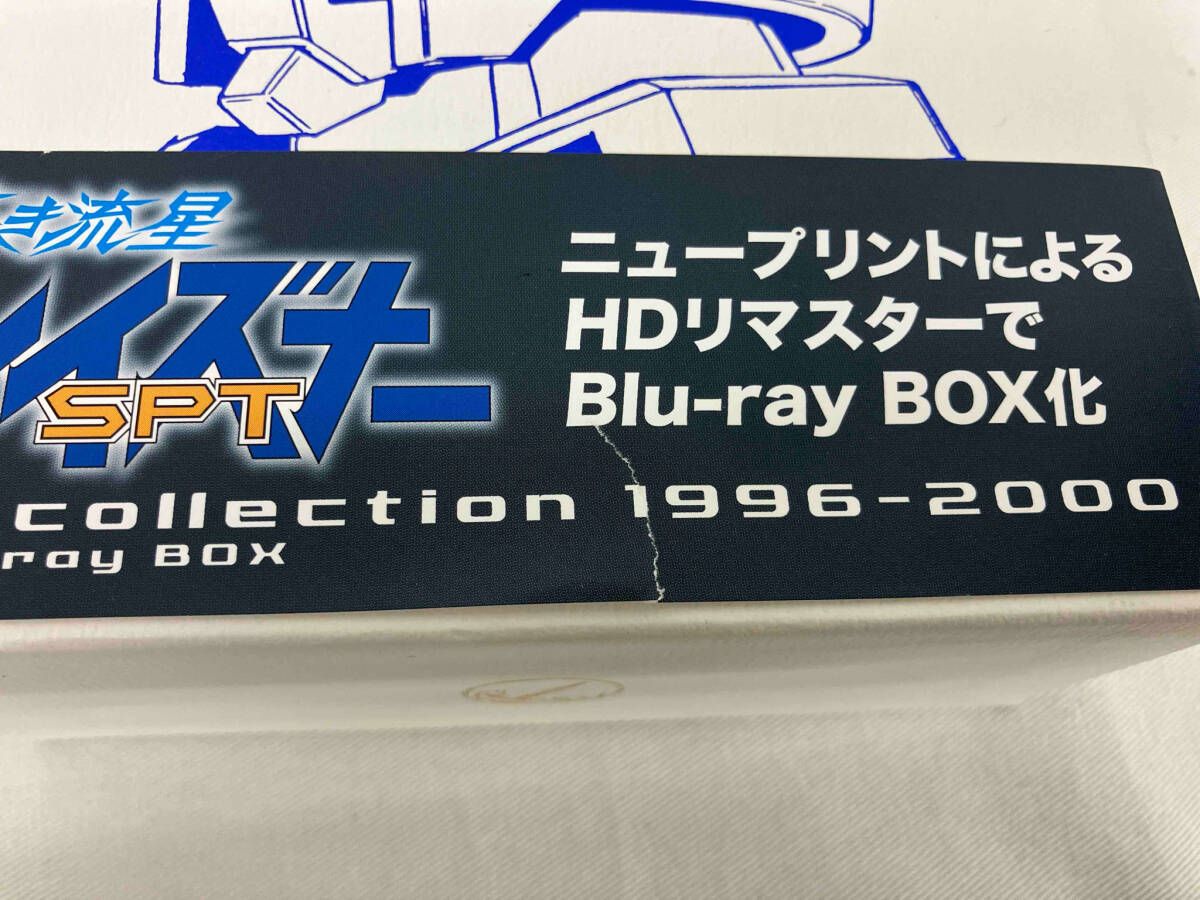 き流星
レイズナー
SPT
ニュープリントによる
HDリマスターで
Blu-ray BOX化
collection 1996-2000
ray BOX